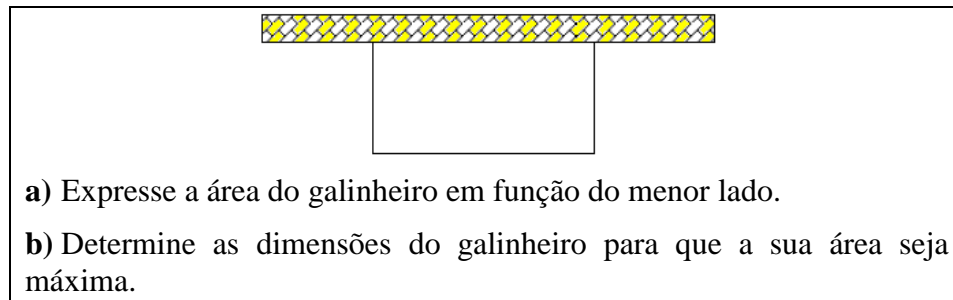 a) Expresse a área do galinheiro em função do menor lado.
b) Determine as dimensões do galinheiro para que a sua área seja
máxima.